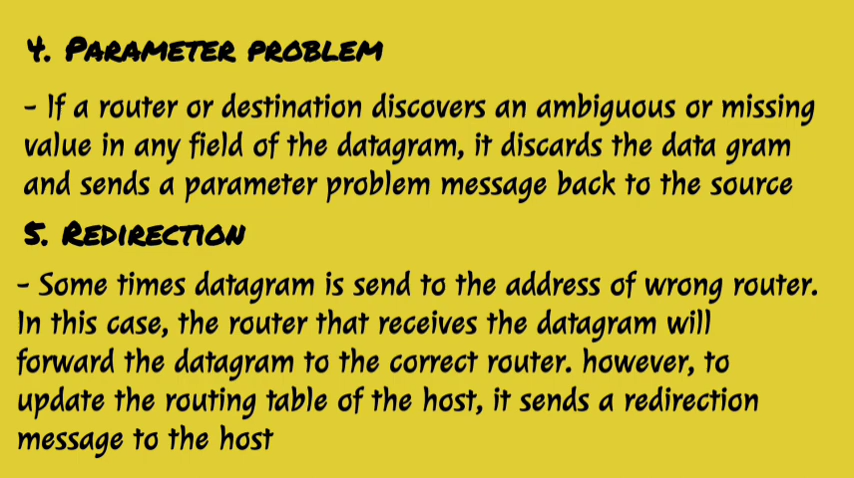 4. Parameter problem
- If a router or destination discovers an ambiguous or missing
value in any field of the datagram, it discards the data gram
and sends a parameter problem message back to the source
5. Redirection
- Some times datagram is send to the address of wrong router.
In this case, the router that receives the datagram will
forward the datagram to the correct router. however, to
update the routing table of the host, it sends a redirection
message to the host